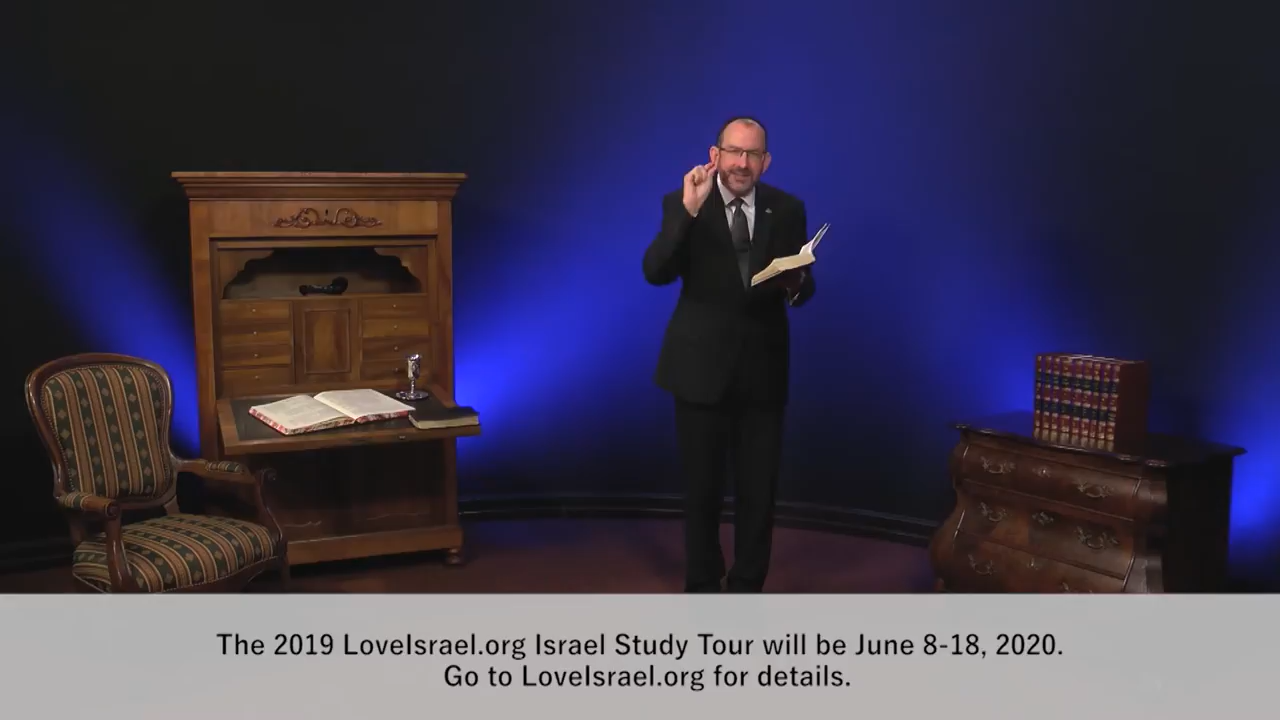 The 2019 LoveIsrael.org Israel Study Tour will be June 8-18, 2020.
Go to LoveIsrael.org for details.